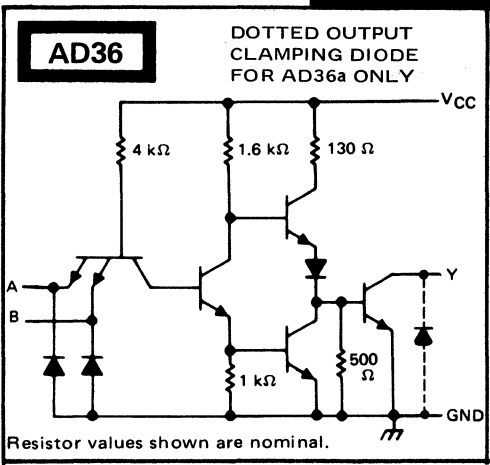 AD36
DOTTED OUTPUT
CLAMPING DIODE
FOR AD36a ONLY
VCC
4 kΩ
1.6 kΩ
130 Ω
A
B
Y
1 kΩ
500
Ω
GND
Resistor values shown are nominal.